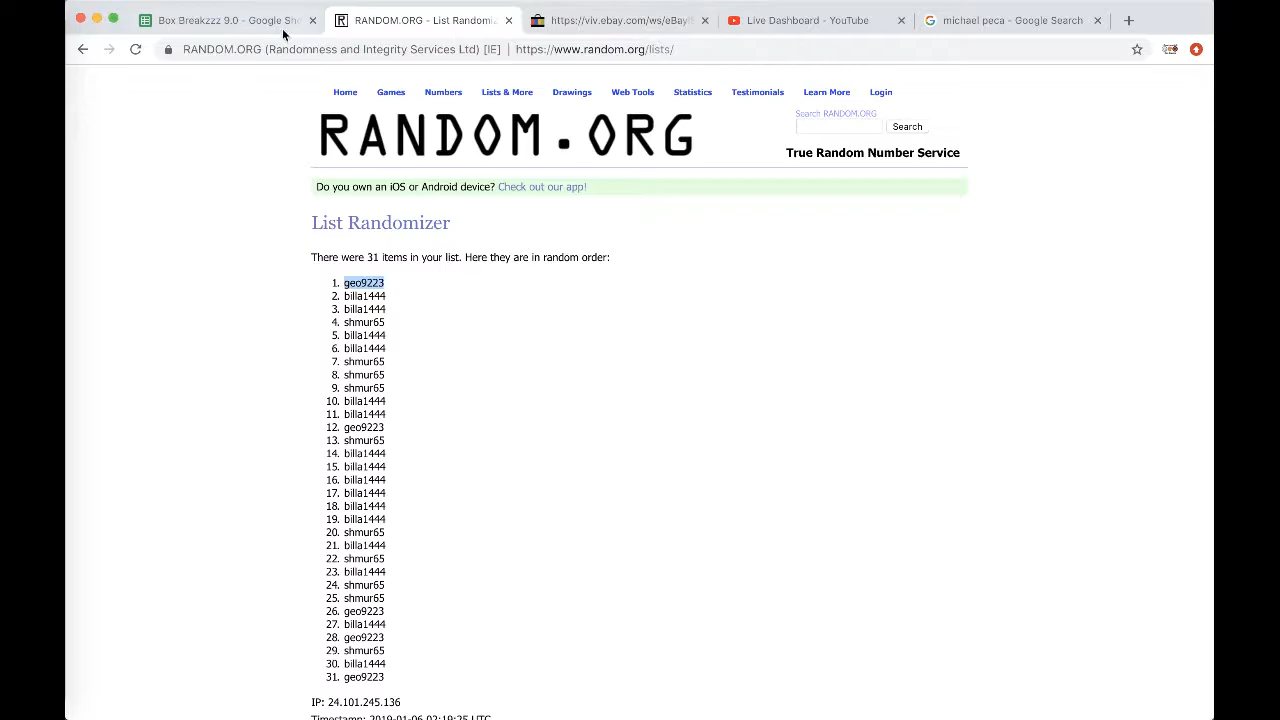 Box Breakzzz 9.0 - Google She
RANDOM.ORG - List Randomiz
https://viv.ebay.com/ws/eBayI
Live Dashboard - YouTube
michael peca - Google Search
RANDOM.ORG (Randomness and Integrity Services Ltd) [IE] https://www.random.org/lists/
Home Games Numbers Lists & More Drawings Web Tools Statistics Testimonials Learn More Login
RANDOM.ORG
Search RANDOM.ORG
Search
True Random Number Service
Do you own an iOS or Android device? Check out our app!
List Randomizer
There were 31 items in your list. Here they are in random order:
1. geo9223
2. billa1444
3. billa1444
4. shmur65
5. billa1444
6. billa1444
7. shmur65
8. shmur65
9. shmur65
10. billa1444
11. billa1444
12. geo9223
13. shmur65
14. billa1444
15. billa1444
16. billa1444
17. billa1444
18. billa1444
19. billa1444
20. shmur65
21. billa1444
22. shmur65
23. billa1444
24. shmur65
25. shmur65
26. geo9223
27. billa1444
28. geo9223
29. shmur65
30. billa1444
31. geo9223
IP: 24.101.245.136
Timestamp: 2019-01-06 02:19:25 UTC